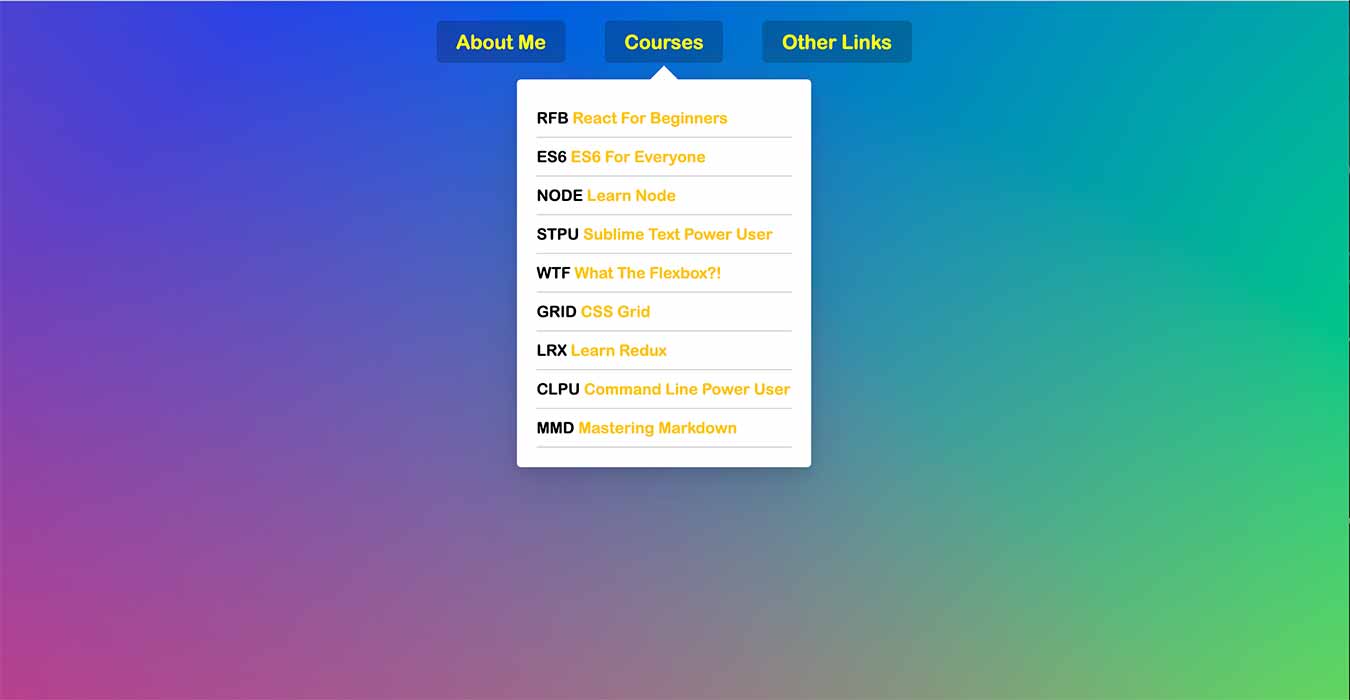 About Me Courses Other Links
RFB React For Beginners
ES6 ES6 For Everyone
NODE Learn Node
STPU Sublime Text Power User
WTF What The Flexbox?!
GRID CSS Grid
LRX Learn Redux
CLPU Command Line Power User
MMD Mastering Markdown